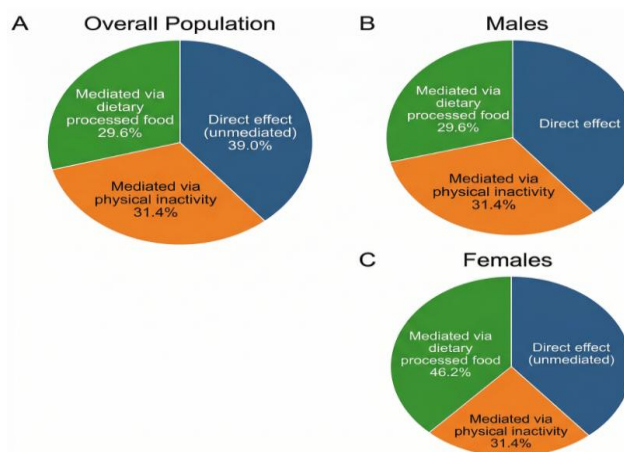 A
Overall Population
Mediated via
dietary
processed food
29.6%
Direct effect
(unmediated)
39.0%
Mediated via
physical inactivity
31.4%
B
Males
Mediated via
dietary
processed food
29.6%
Direct effect
Mediated via
physical inactivity
31.4%
C
Females
Mediated via
dietary
processed food
46.2%
Direct effect
(unmediated)
Mediated via
physical inactivity
31.4%